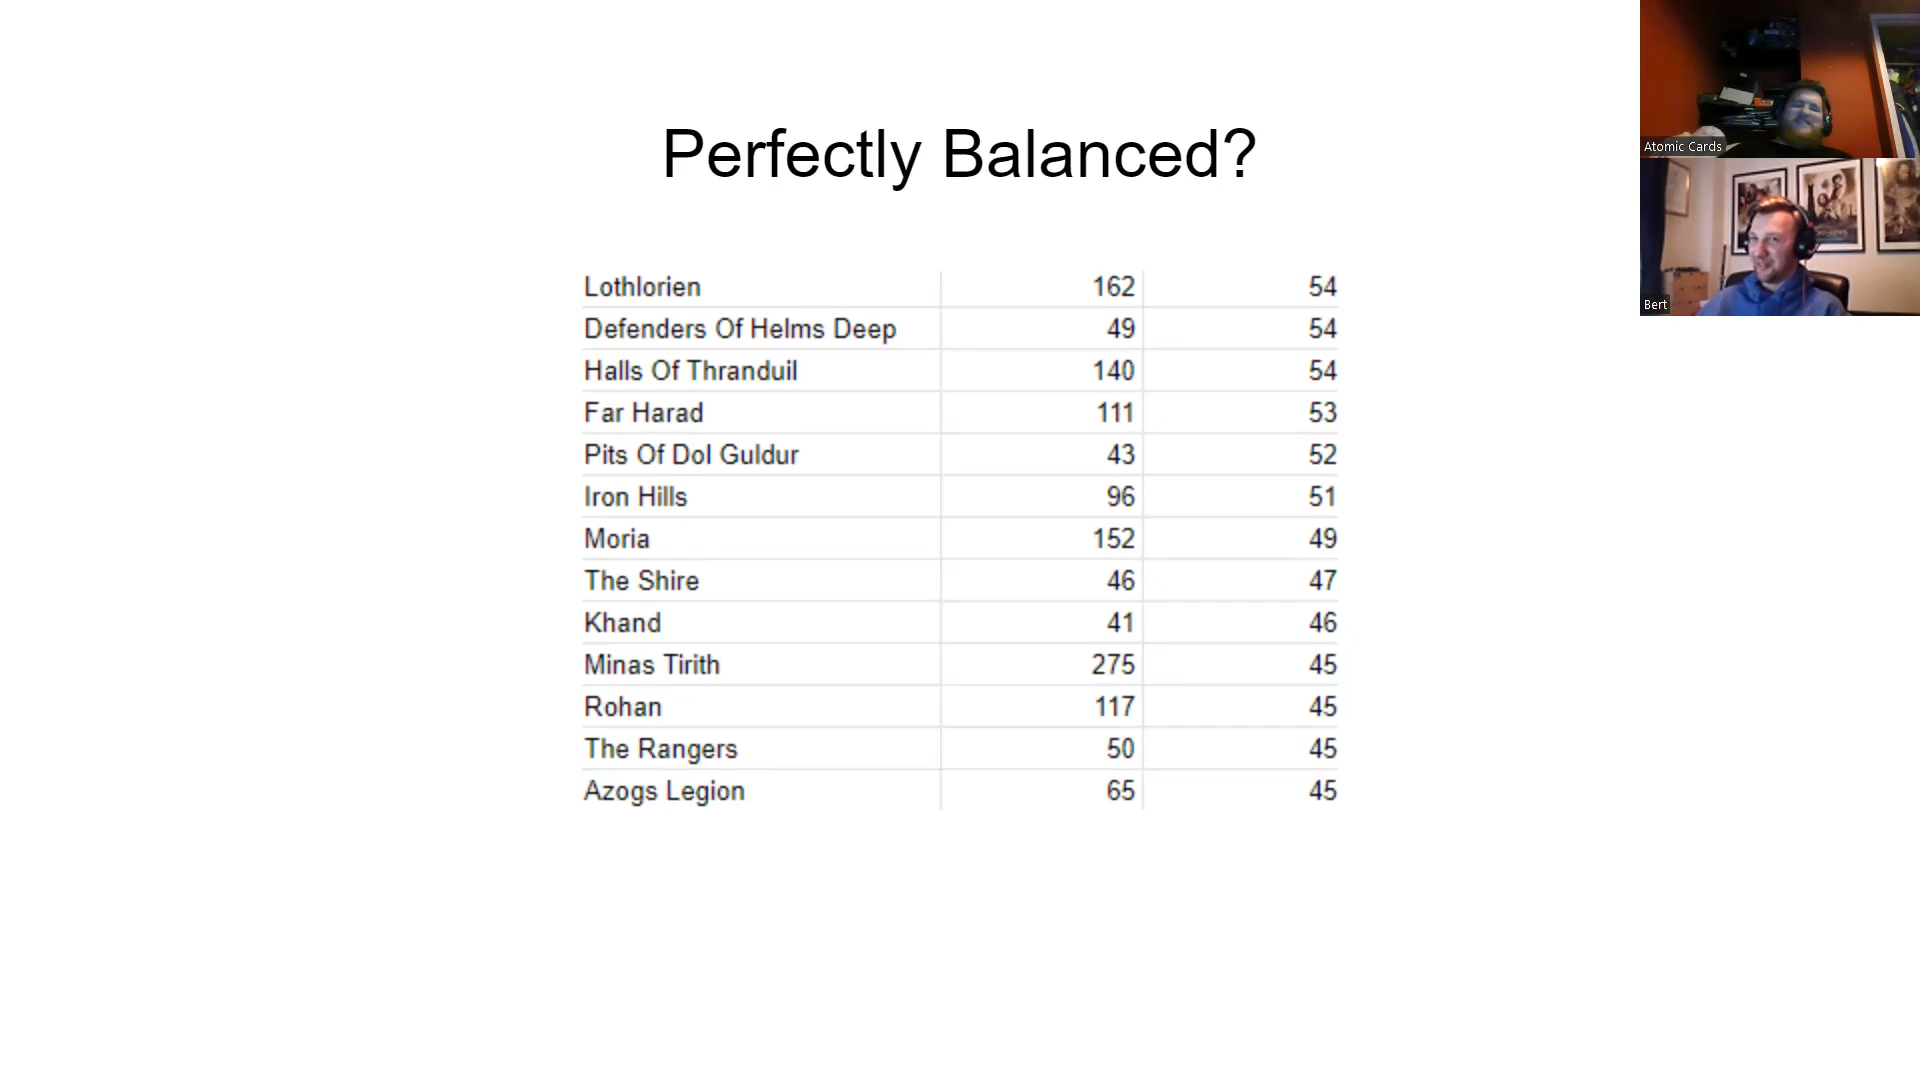 Perfectly Balanced?
Lothlorien 162 54
Defenders Of Helms Deep 49 54
Halls Of Thranduil 140 54
Far Harad 111 53
Pits Of Dol Guldur 43 52
Iron Hills 96 51
Moria 152 49
The Shire 46 47
Khand 41 46
Minas Tirith 275 45
Rohan 117 45
The Rangers 50 45
Azogs Legion 65 45
Atomic Cards
Bert